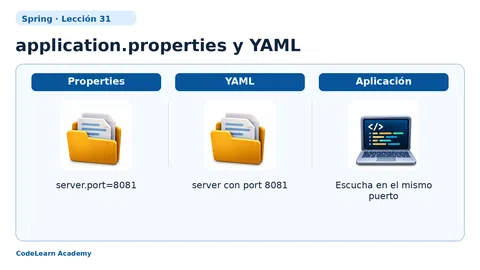 Spring · Lección 31
application.properties y YAML
Properties
YAML
Aplicación
</>
server.port=8081
server con port 8081
Escucha en el mismo
puerto
CodeLearn Academy